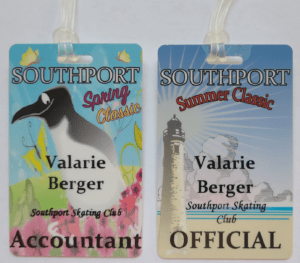 SOUTHPORT
Spring
Classic
Valarie
Berger
Southport Skating Club
Accountant
SOUTHPORT
Summer Classic
Valarie
Berger
Southport Skating
Club
OFFICIAL